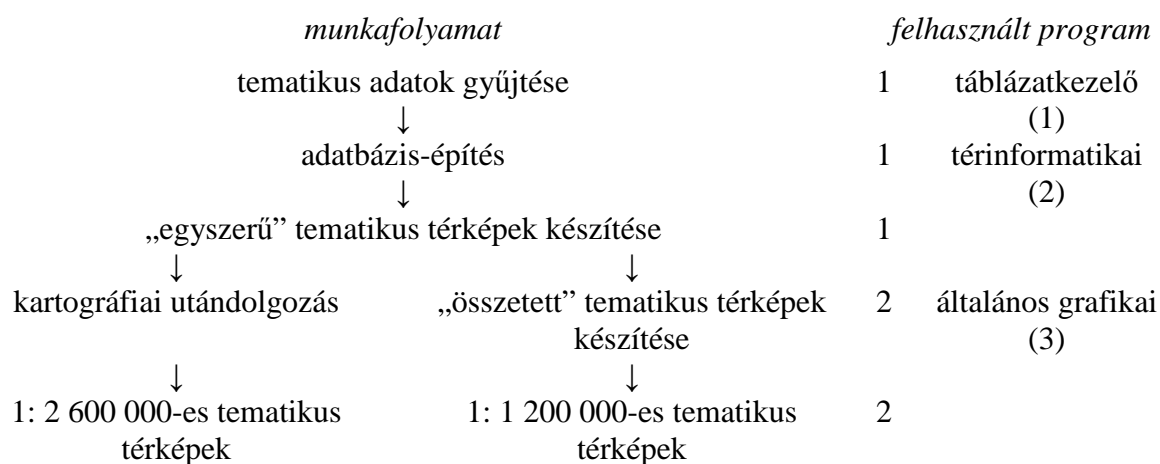 munkafolyamat felhasznált program
tematikus adatok gyűjtése 1 táblázatkezelő
↓ (1)
adatbázis-építés 1 térinformatikai
↓ (2)
„egyszerű” tematikus térképek készítése 1
↓ ↓
kartográfiai utándolgozás „összetett” tematikus térképek 2 általános grafikai
készítése (3)
↓ ↓
1: 2 600 000-es tematikus 1: 1 200 000-es tematikus 2
térképek térképek